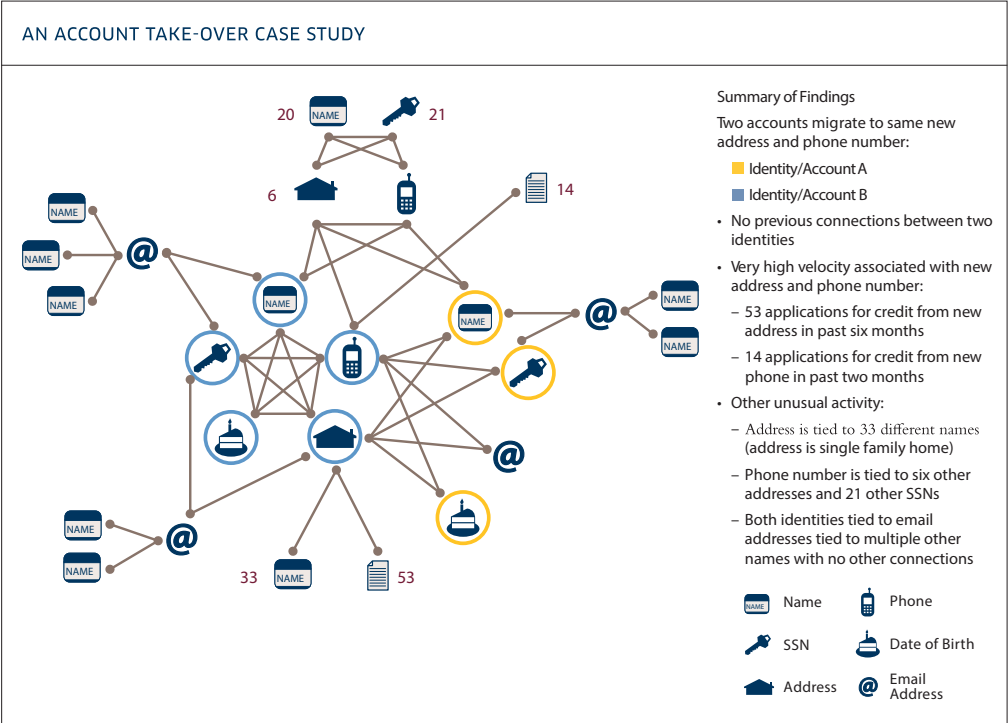 AN ACCOUNT TAKE-OVER CASE STUDY
20
NAME
21
6
14
NAME
NAME
NAME
@
NAME
NAME
@
NAME
NAME
@
NAME
NAME
@
33
NAME
53
Summary of Findings
Two accounts migrate to same new
address and phone number:
Identity/Account A
Identity/Account B
• No previous connections between two
identities
• Very high velocity associated with new
address and phone number:
– 53 applications for credit from new
address in past six months
– 14 applications for credit from new
phone in past two months
• Other unusual activity:
– Address is tied to 33 different names
(address is single family home)
– Phone number is tied to six other
addresses and 21 other SSNs
– Both identities tied to email
addresses tied to multiple other
names with no other connections
NAME
Name
Phone
SSN
Date of Birth
Address
@
Email
Address